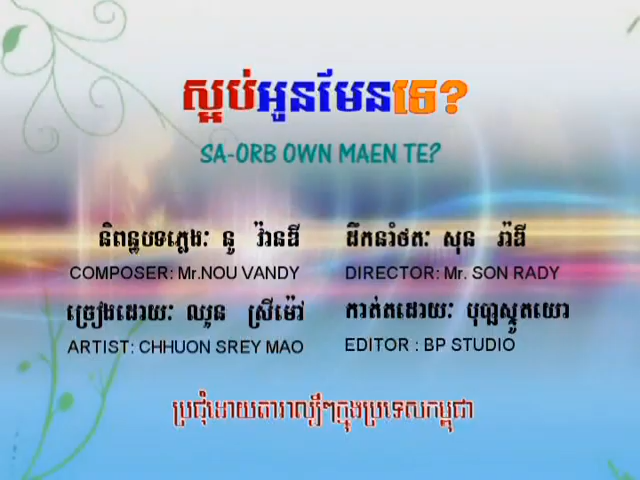 ស្អប់អូនមែនទេ?
SA-ORB OWN MAEN TE?
និពន្ធបទភ្លេងៈ នូ វ៉ានឌី
ដឹកនាំថតៈ សុន រ៉ាឌី
COMPOSER: Mr.NOU VANDY
DIRECTOR: Mr. SON RADY
ច្រៀងដោយៈ ឈួន ស្រីម៉ៅ
កាត់តដោយៈ បុប្ផាស្ទូតយោ
ARTIST: CHHUON SREY MAO
EDITOR : BP STUDIO
ប្រជុំដោយតារាល្បីៗក្នុងប្រទេសកម្ពុជា